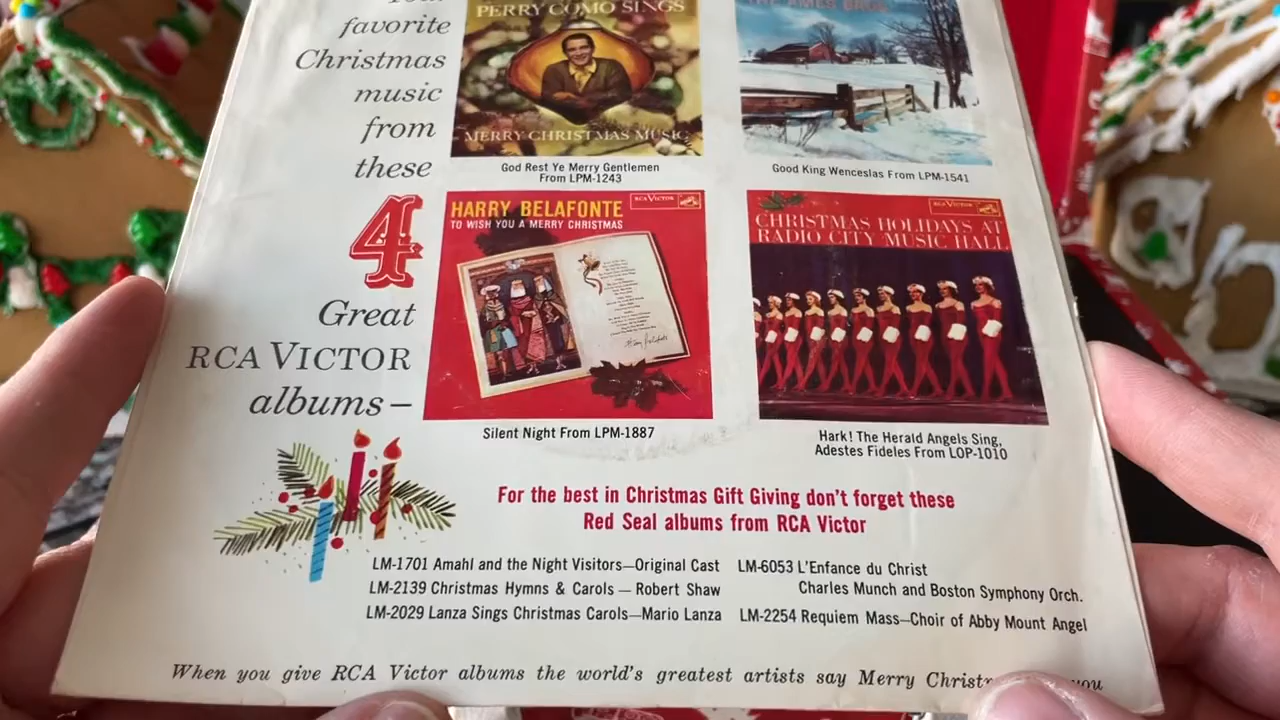 favorite
Christmas
music
from
these
4
Great
RCA VICTOR
albums–
PERRY COMO SINGS
MERRY CHRISTMAS MUSIC
God Rest Ye Merry Gentlemen
From LPM-1243
THE AMES BROS.
Good King Wenceslas From LPM-1541
HARRY BELAFONTE
TO WISH YOU A MERRY CHRISTMAS
RCA VICTOR
Silent Night From LPM-1887
RCA VICTOR
CHRISTMAS HOLIDAYS AT
RADIO CITY MUSIC HALL
Hark! The Herald Angels Sing,
Adestes Fideles From LOP-1010
For the best in Christmas Gift Giving don't forget these
Red Seal albums from RCA Victor
LM-1701 Amahl and the Night Visitors—Original Cast
LM-2139 Christmas Hymns & Carols — Robert Shaw
LM-2029 Lanza Sings Christmas Carols—Mario Lanza
LM-6053 L'Enfance du Christ
Charles Munch and Boston Symphony Orch.
LM-2254 Requiem Mass—Choir of Abby Mount Angel
When you give RCA Victor albums the world's greatest artists say Merry Christ you